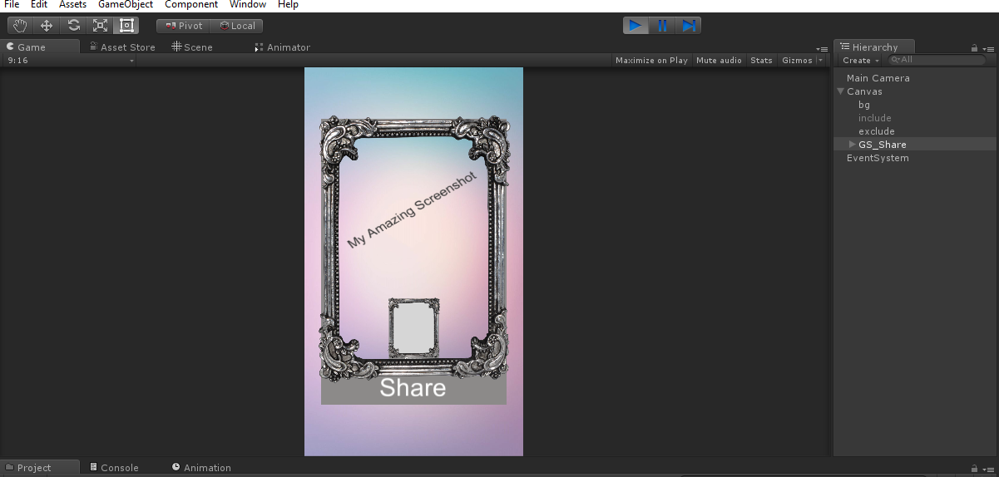 File Edit Assets GameObject Component Window Help
Pivot Local
Game Asset Store Scene Animator
9:16 Maximize on Play Mute audio Stats Gizmos
My Amazing Screenshot
Share
Hierarchy
Create All
Main Camera
Canvas
bg
include
exclude
GS_Share
EventSystem
Project Console Animation